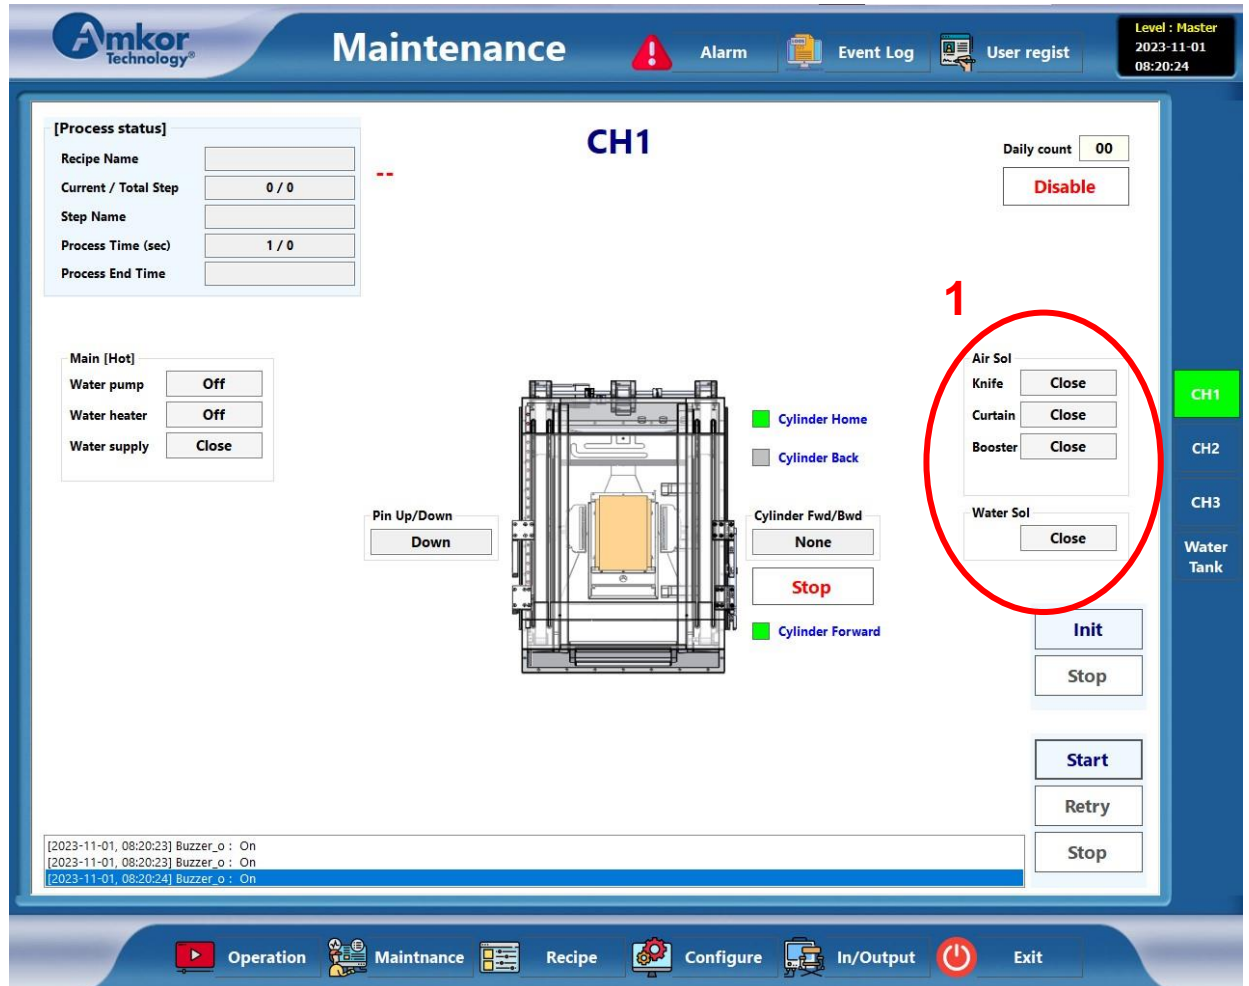 Amkor
Technology®
Maintenance
Alarm
Event Log
User regist
Level : Master
2023-11-01
08:20:24
[Process status]
Recipe Name
Current / Total Step 0 / 0
Step Name
Process Time (sec) 1 / 0
Process End Time
--
CH1
Daily count 00
Disable
1
Main [Hot]
Water pump Off
Water heater Off
Water supply Close
Cylinder Home
Cylinder Back
Pin Up/Down
Down
Cylinder Fwd/Bwd
None
Stop
Cylinder Forward
Air Sol
Knife Close
Curtain Close
Booster Close
Water Sol
Close
CH1
CH2
CH3
Water
Tank
Init
Stop
Start
Retry
Stop
[2023-11-01, 08:20:23] Buzzer_o : On
[2023-11-01, 08:20:23] Buzzer_o : On
[2023-11-01, 08:20:24] Buzzer_o : On
Operation
Maintnance
Recipe
Configure
In/Output
Exit